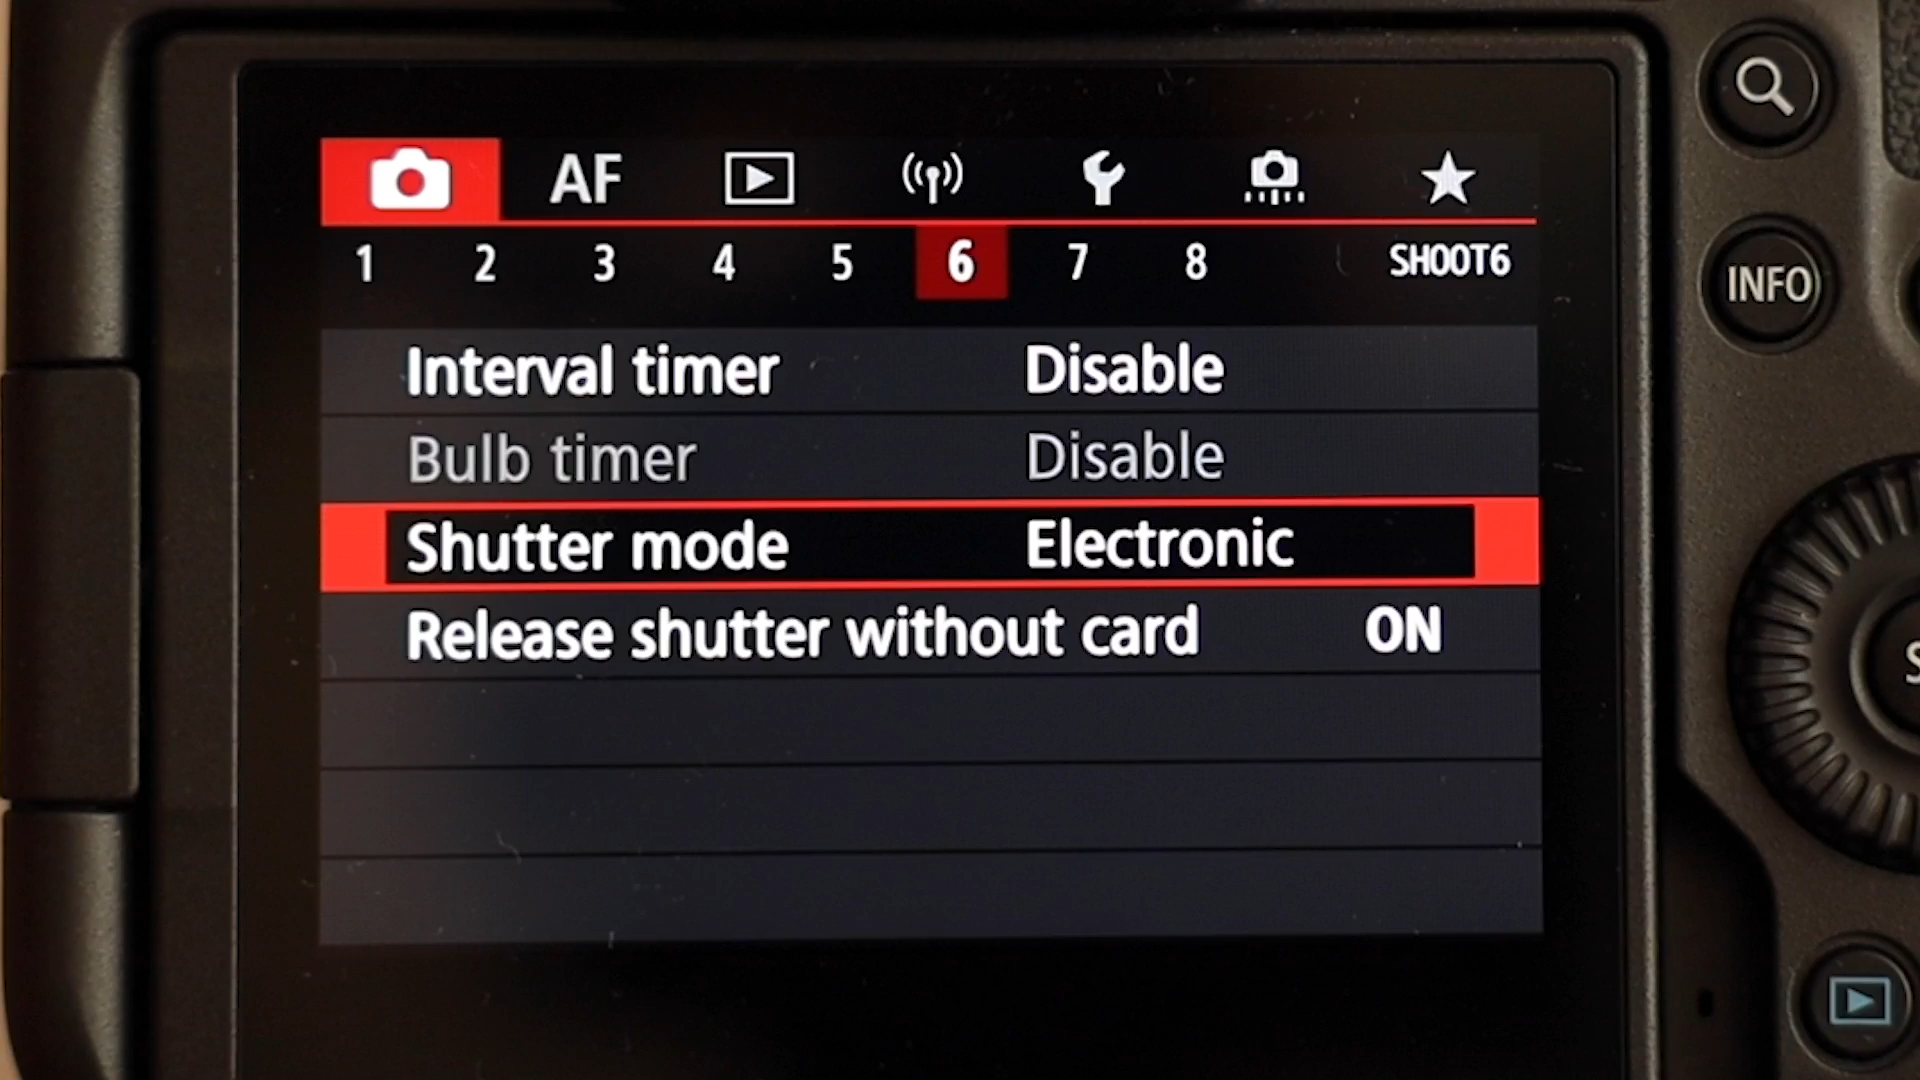 AF
1 2 3 4 5 6 7 8 SHOOT6
Interval timer Disable
Bulb timer Disable
Shutter mode Electronic
Release shutter without card ON
INFO
S